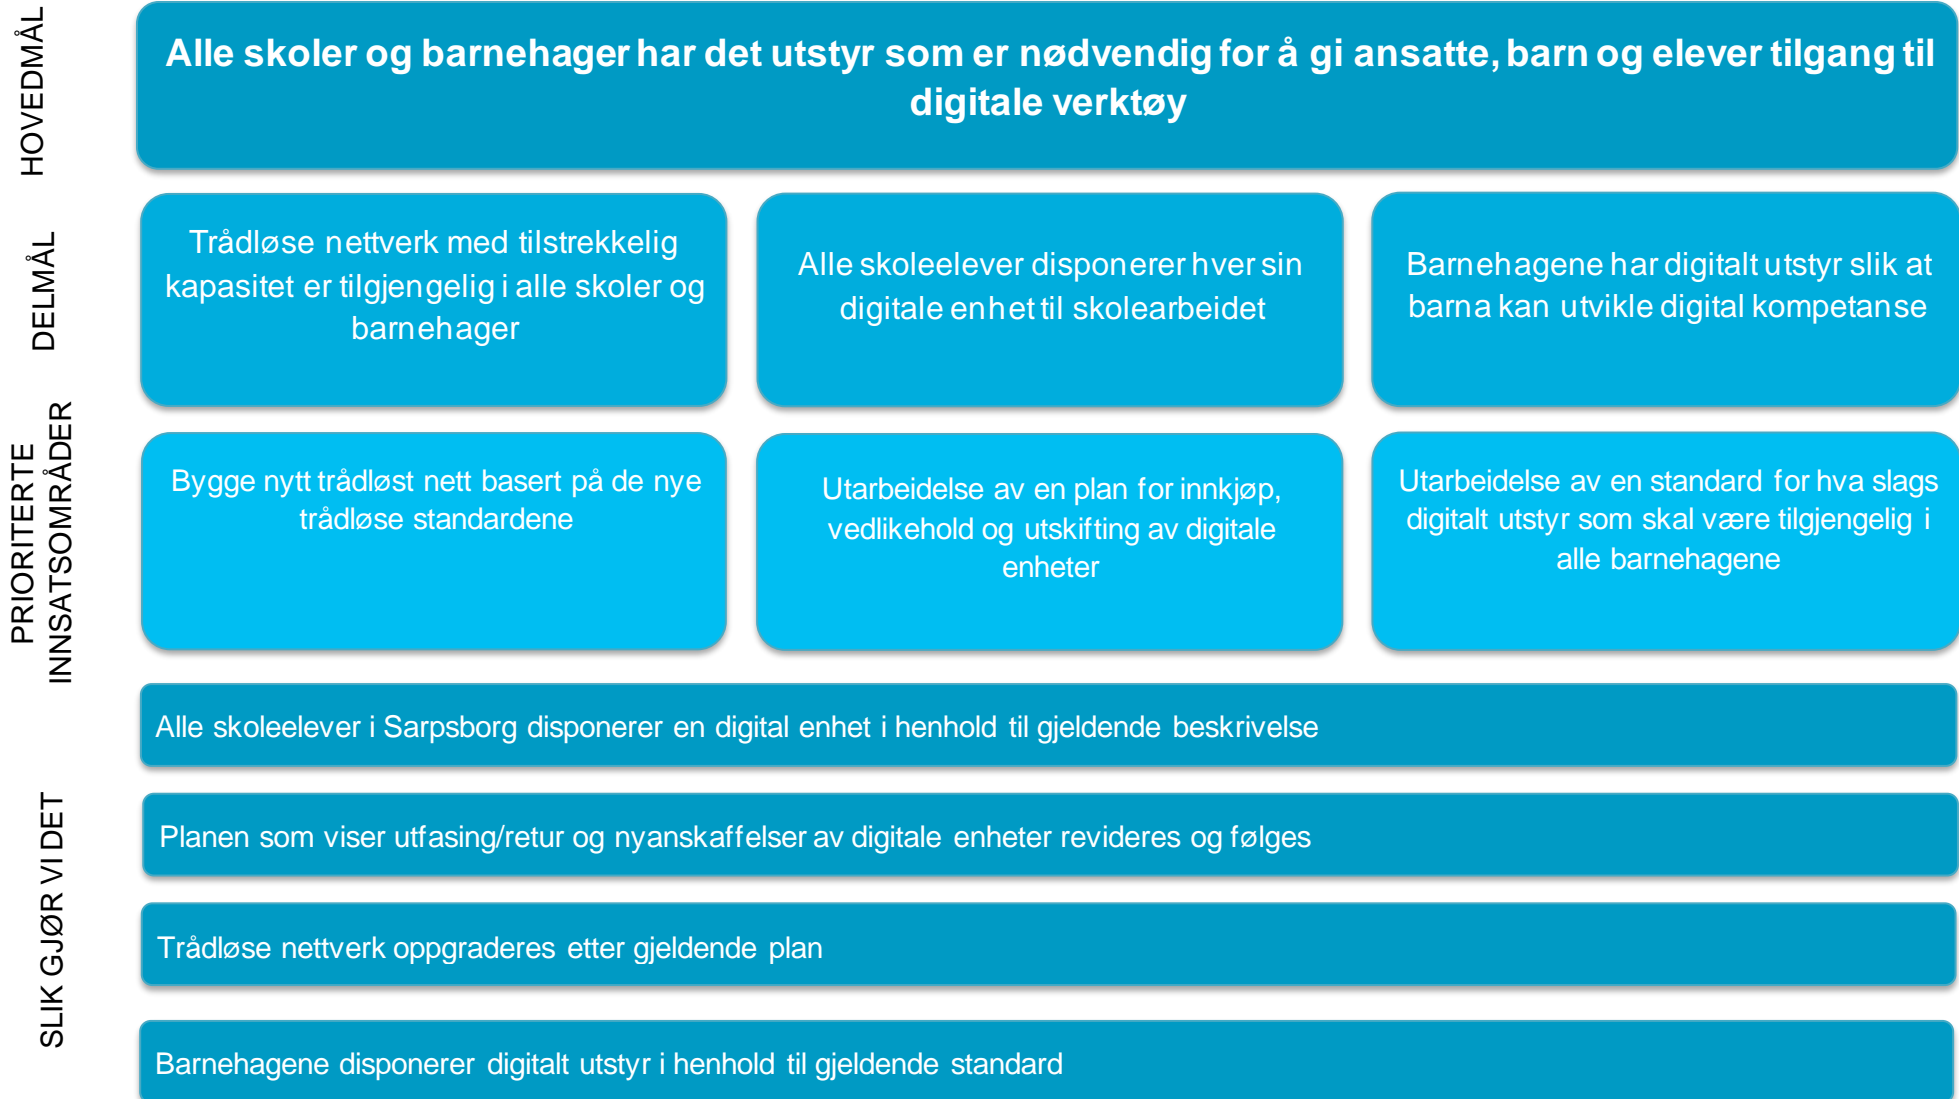 HOVEDMÅL
Alle skoler og barnehager har det utstyr som er nødvendig for å gi ansatte, barn og elever tilgang til
digitale verktøy
DELMÅL
Trådløse nettverk med tilstrekkelig
kapasitet er tilgjengelig i alle skoler og
barnehager
Alle skoleelever disponerer hver sin
digitale enhet til skolearbeidet
Barnehagene har digitalt utstyr slik at
barna kan utvikle digital kompetanse
PRIORITERTE
INNSATSOMRÅDER
Bygge nytt trådløst nett basert på de nye
trådløse standardene
Utarbeidelse av en plan for innkjøp,
vedlikehold og utskifting av digitale
enheter
Utarbeidelse av en standard for hva slags
digitalt utstyr som skal være tilgjengelig i
alle barnehagene
SLIK GJØR VI DET
Alle skoleelever i Sarpsborg disponerer en digital enhet i henhold til gjeldende beskrivelse
Planen som viser utfasing/retur og nyanskaffelser av digitale enheter revideres og følges
Trådløse nettverk oppgraderes etter gjeldende plan
Barnehagene disponerer digitalt utstyr i henhold til gjeldende standard